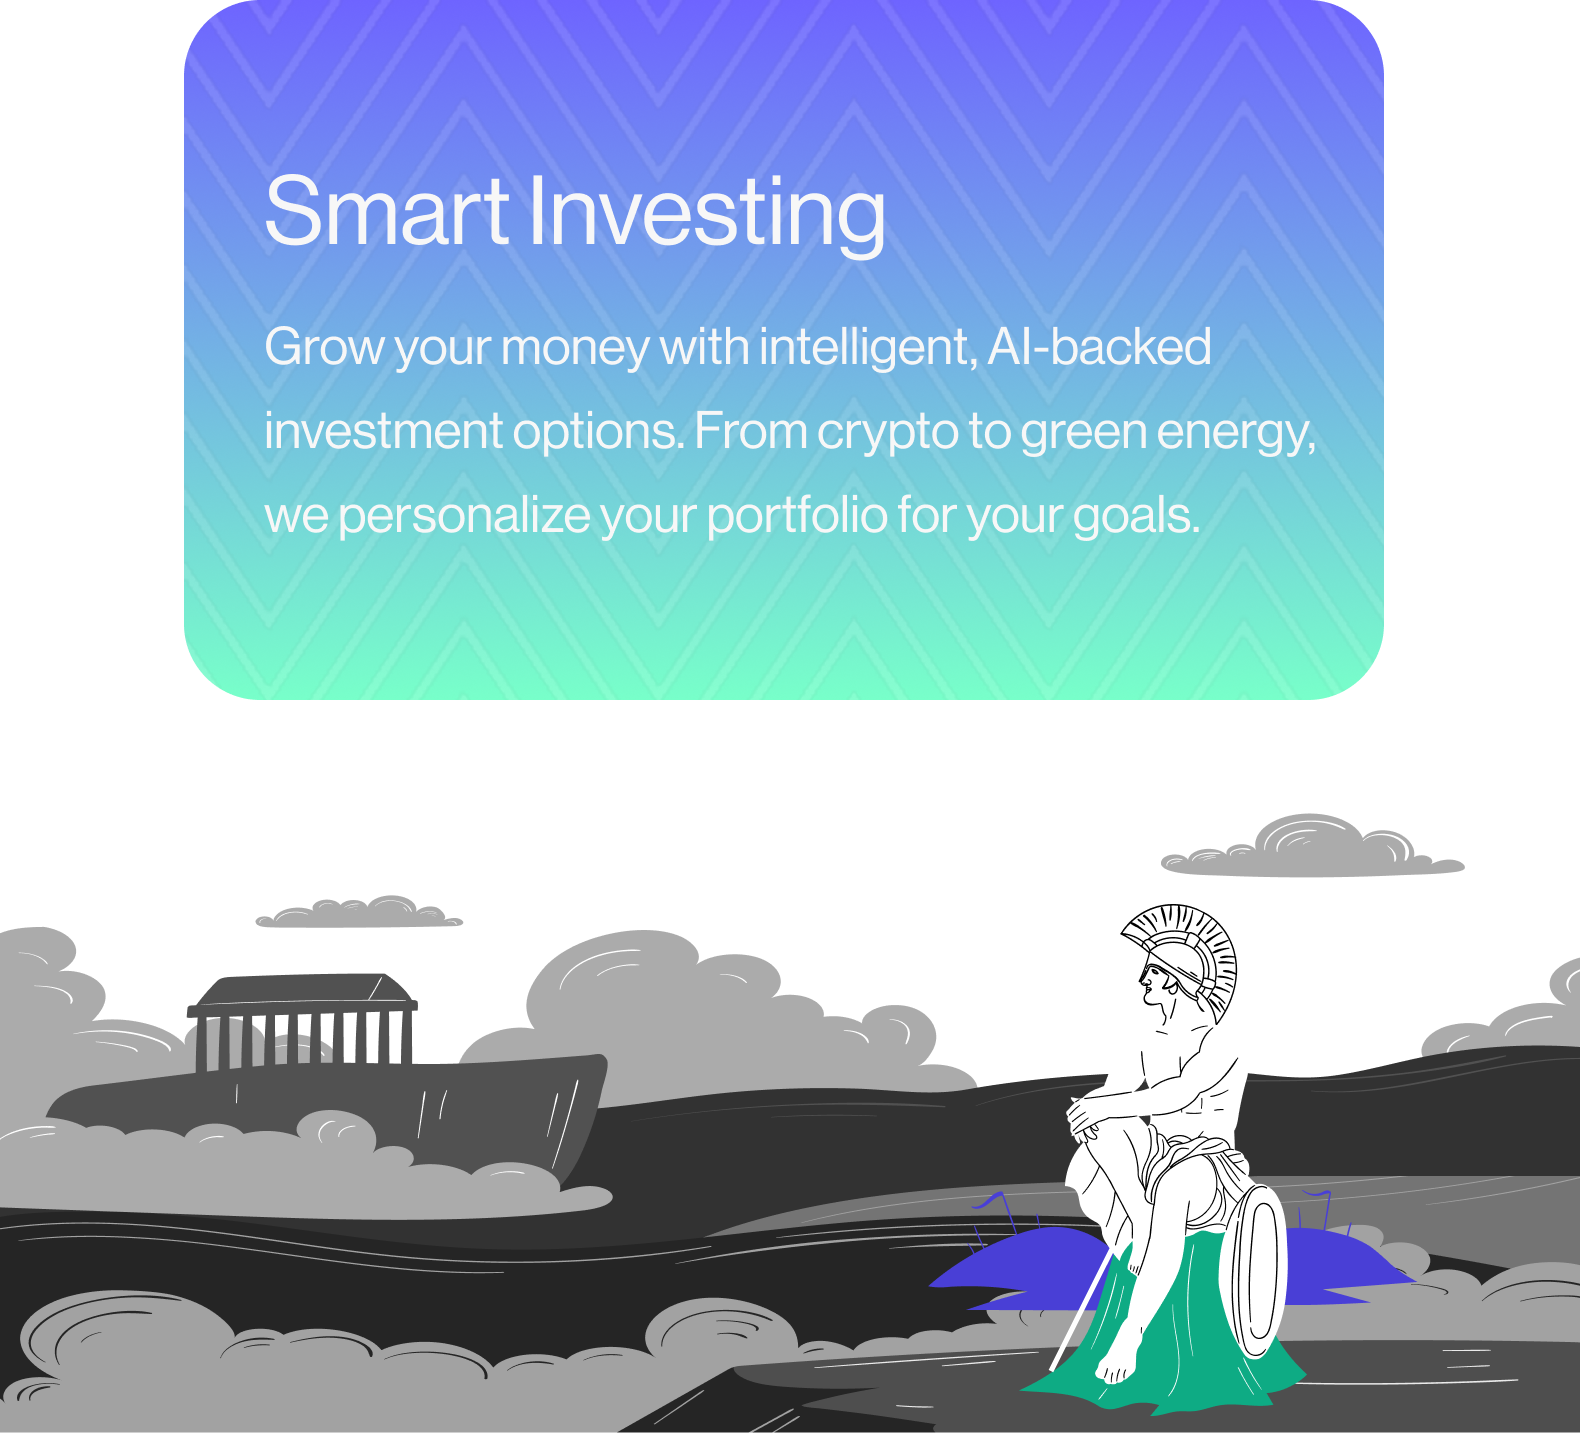 Smart Investing
Grow your money with intelligent, AI-backed
investment options. From crypto to green energy,
we personalize your portfolio for your goals.